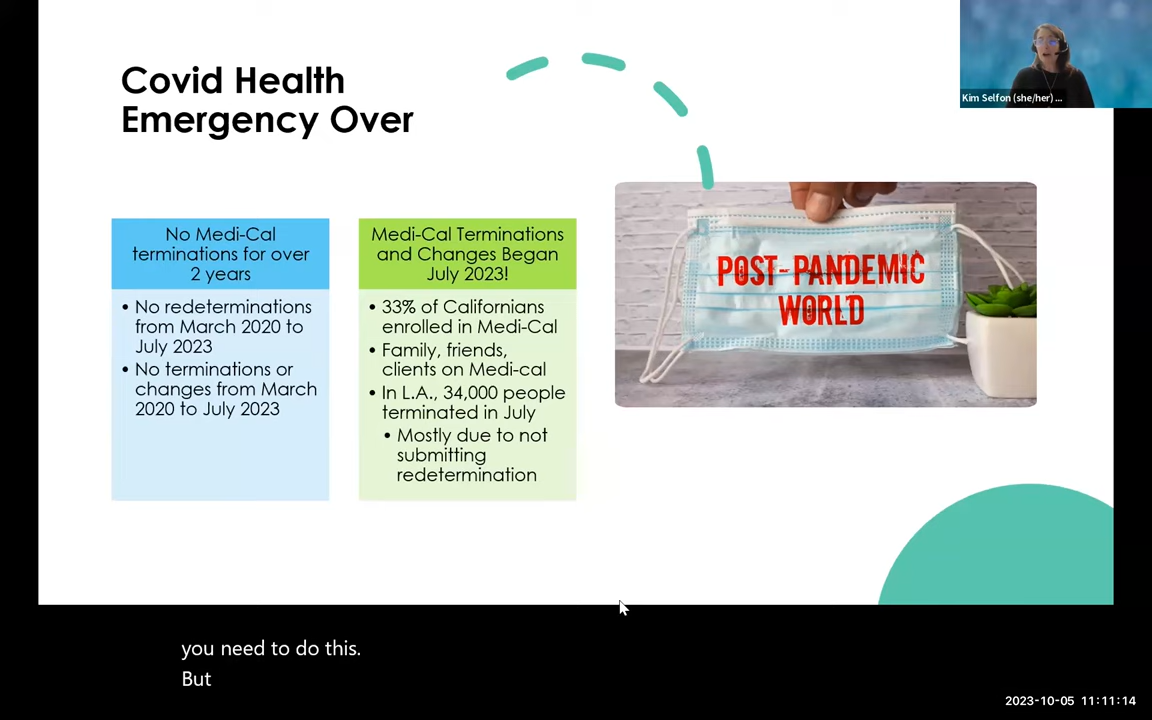 Covid Health
Emergency Over
No Medi-Cal
terminations for over
2 years
• No redeterminations
from March 2020 to
July 2023
• No terminations or
changes from March
2020 to July 2023
Medi-Cal Terminations
and Changes Began
July 2023!
• 33% of Californians
enrolled in Medi-Cal
• Family, friends,
clients on Medi-cal
• In L.A., 34,000 people
terminated in July
• Mostly due to not
submitting
redetermination
POST-PANDEMIC
WORLD
Kim Selfon (she/her) ...
you need to do this.
But
2023-10-05 11:11:14